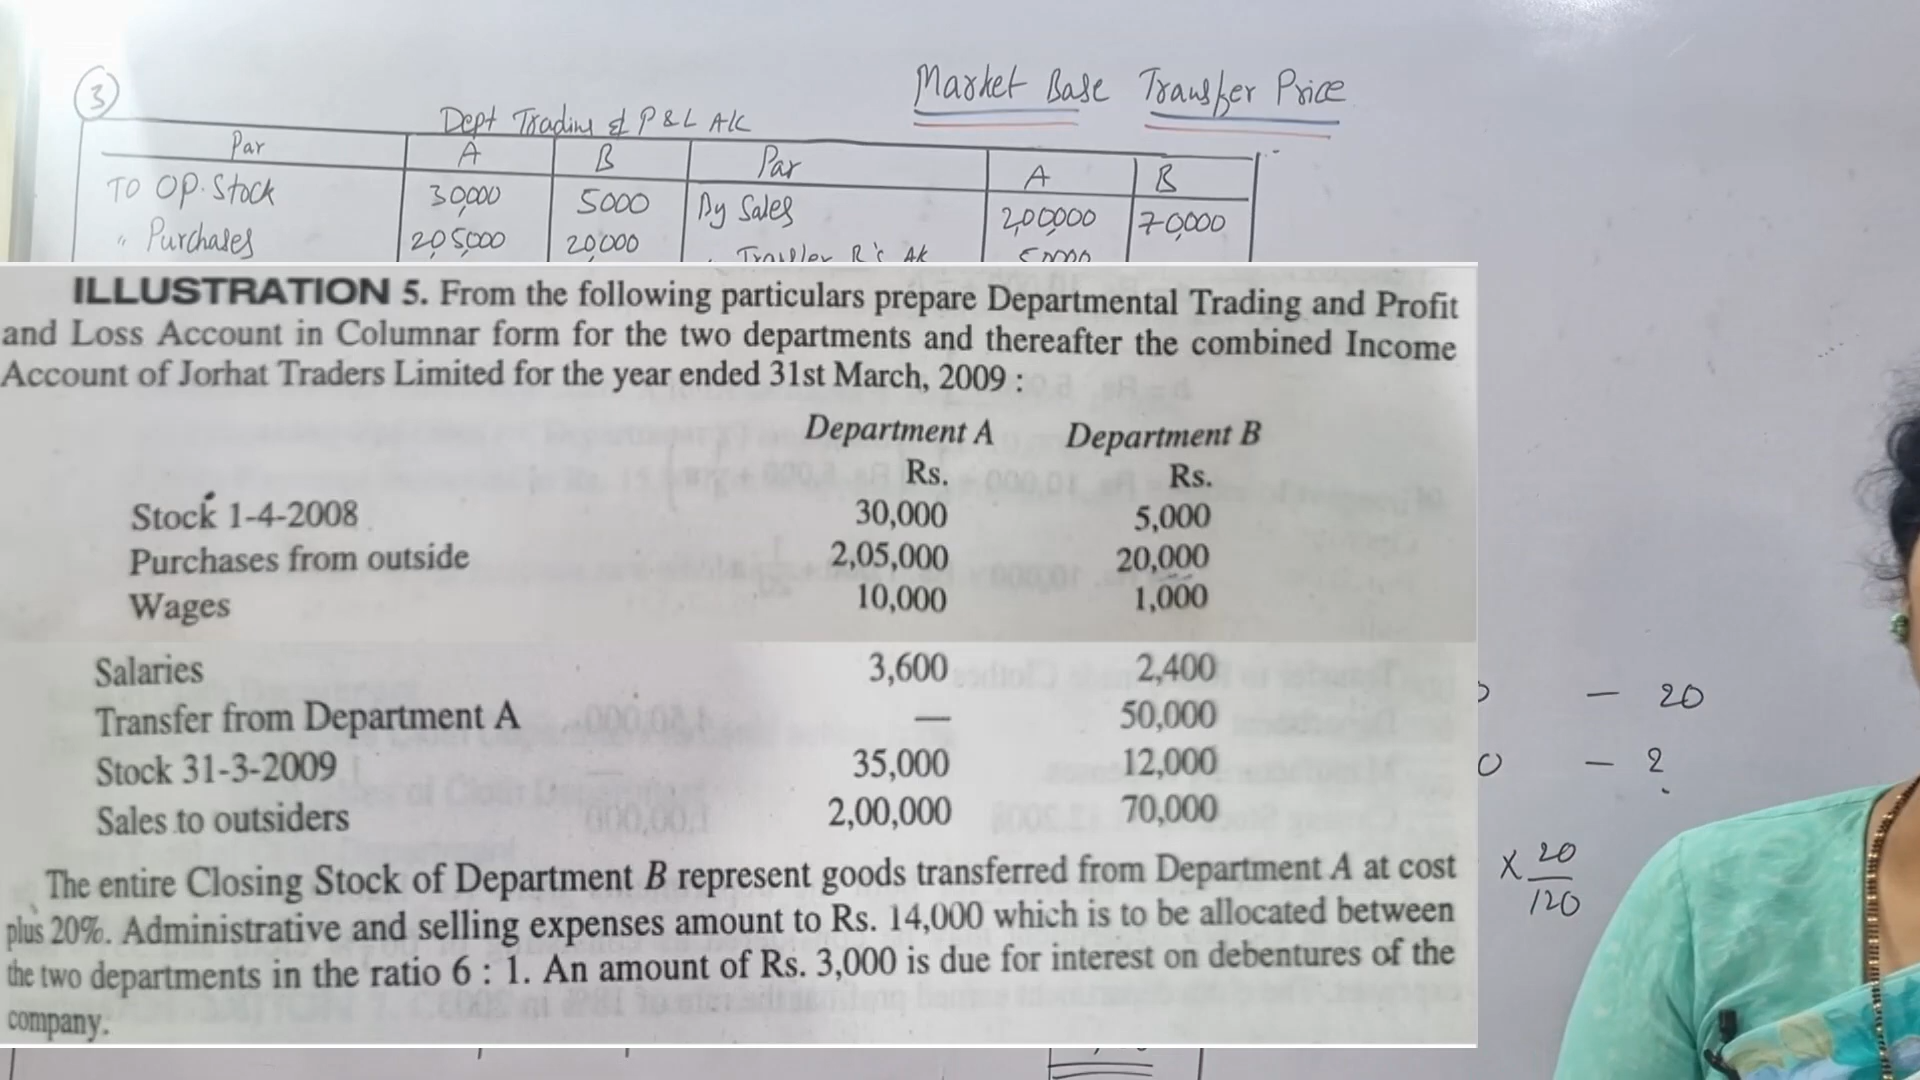 3
Market Base Transfer Price
Dept Trading & P & L A/c
Par A B Par A B
TO OP. Stock 30,000 5000 By Sales 2,00,000 70,000
" Purchases 2,05,000 20,000
ILLUSTRATION 5. From the following particulars prepare Departmental Trading and Profit
and Loss Account in Columnar form for the two departments and thereafter the combined Income
Account of Jorhat Traders Limited for the year ended 31st March, 2009 :
Department A Department B
Rs. Rs.
Stock 1-4-2008 30,000 5,000
Purchases from outside 2,05,000 20,000
Wages 10,000 1,000
Salaries 3,600 2,400
Transfer from Department A — 50,000
Stock 31-3-2009 35,000 12,000
Sales to outsiders 2,00,000 70,000
The entire Closing Stock of Department B represent goods transferred from Department A at cost
plus 20%. Administrative and selling expenses amount to Rs. 14,000 which is to be allocated between
the two departments in the ratio 6 : 1. An amount of Rs. 3,000 is due for interest on debentures of the
company.
— 20
— ?
x 20
120